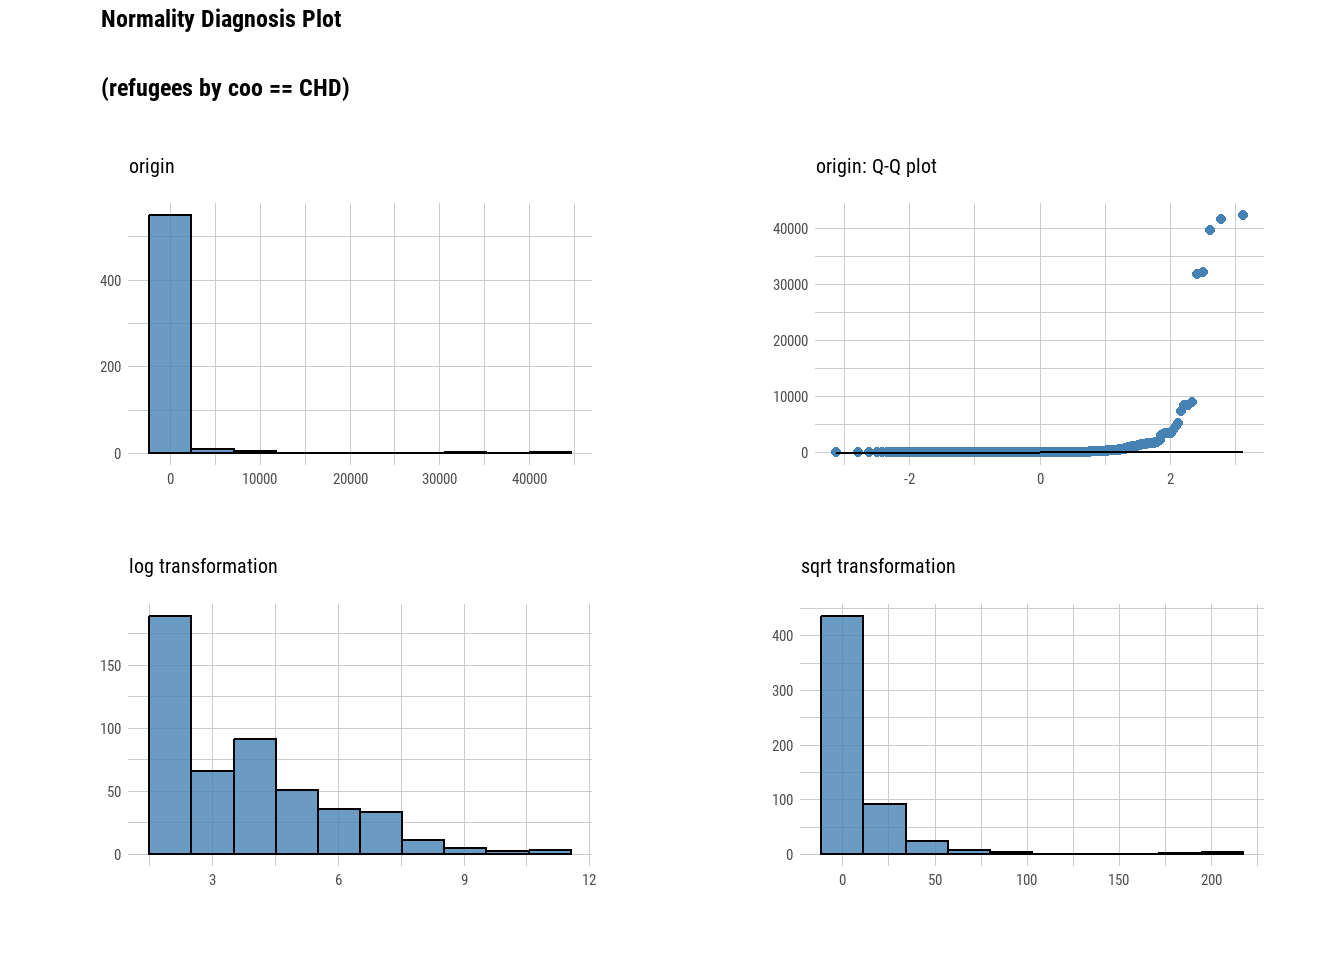 Normality Diagnosis Plot
(refugees by coo == CHD)
origin
400
200
0
0 10000 20000 30000 40000
origin: Q-Q plot
40000
30000
20000
10000
0
-2 0 2
log transformation
150
100
50
0
3 6 9 12
sqrt transformation
400
300
200
100
0
0 50 100 150 200